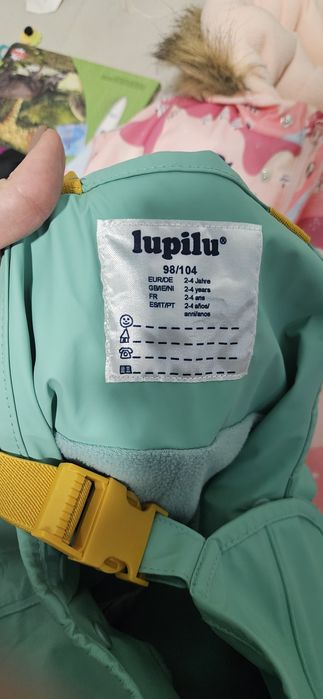 lupilu®
98/104
EUR/DE 2-4 Jahre
GB/IE/NI 2-4 years
FR 2-4 ans
ES/IT/PT 2-4 años/
anni/anos